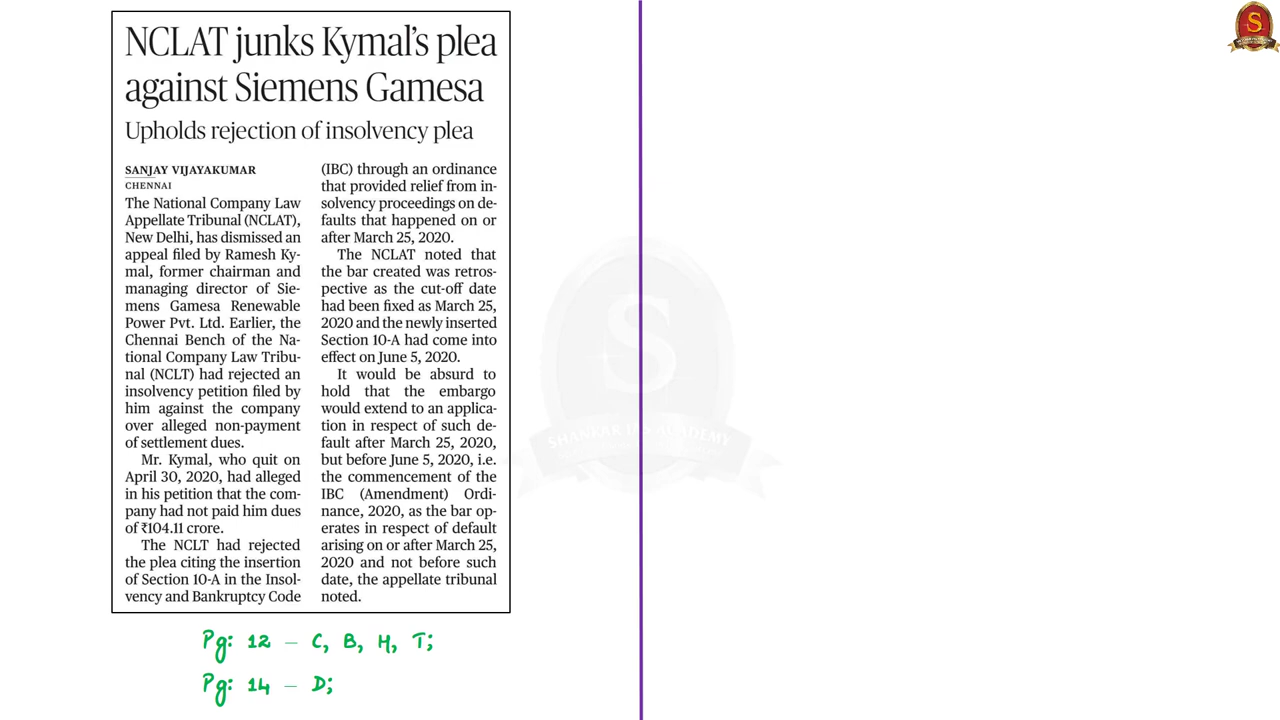 NCLAT junks Kymal's plea
against Siemens Gamesa
Upholds rejection of insolvency plea
SANJAY VIJAYAKUMAR
CHENNAI
The National Company Law
Appellate Tribunal (NCLAT),
New Delhi, has dismissed an
appeal filed by Ramesh Ky-
mal, former chairman and
managing director of Sie-
mens Gamesa Renewable
Power Pvt. Ltd. Earlier, the
Chennai Bench of the Na-
tional Company Law Tribu-
nal (NCLT) had rejected an
insolvency petition filed by
him against the company
over alleged non-payment
of settlement dues.
Mr. Kymal, who quit on
April 30, 2020, had alleged
in his petition that the com-
pany had not paid him dues
of ₹104.11 crore.
The NCLT had rejected
the plea citing the insertion
of Section 10-A in the Insol-
vency and Bankruptcy Code
(IBC) through an ordinance
that provided relief from in-
solvency proceedings on de-
faults that happened on or
after March 25, 2020.
The NCLAT noted that
the bar created was retros-
pective as the cut-off date
had been fixed as March 25,
2020 and the newly inserted
Section 10-A had come into
effect on June 5, 2020.
It would be absurd to
hold that the embargo
would extend to an applica-
tion in respect of such de-
fault after March 25, 2020,
but before June 5, 2020, i.e.
the commencement of the
IBC (Amendment) Ordi-
nance, 2020, as the bar op-
erates in respect of default
arising on or after March 25,
2020 and not before such
date, the appellate tribunal
noted.
Pg: 12 – C, B, H, T;
Pg: 14 – D;
S
SHANKAR IAS ACADEMY
S